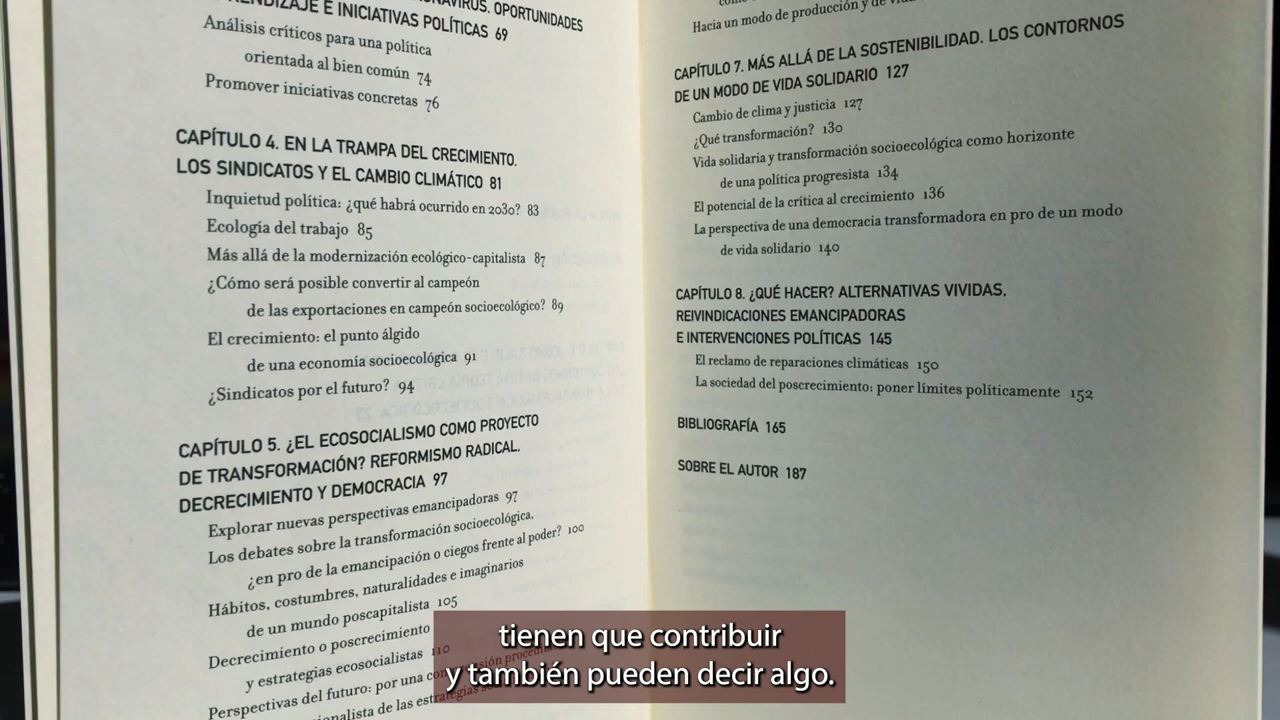 OPORTUNIDADES
E INICIATIVAS POLÍTICAS 69
Análisis críticos para una política
orientada al bien común 74
Promover iniciativas concretas 76
CAPÍTULO 4. EN LA TRAMPA DEL CRECIMIENTO.
LOS SINDICATOS Y EL CAMBIO CLIMÁTICO 81
Inquietud política: ¿qué habrá ocurrido en 2030? 83
Ecología del trabajo 85
Más allá de la modernización ecológico-capitalista 87
¿Cómo será posible convertir al campeón
de las exportaciones en campeón socioecológico? 89
El crecimiento: el punto álgido
de una economía socioecológica 91
¿Sindicatos por el futuro? 94
CAPÍTULO 5. ¿EL ECOSOCIALISMO COMO PROYECTO
DE TRANSFORMACIÓN? REFORMISMO RADICAL,
DECRECIMIENTO Y DEMOCRACIA 97
Explorar nuevas perspectivas emancipadoras 97
Los debates sobre la transformación socioecológica,
¿en pro de la emancipación o ciegos frente al poder? 100
Hábitos, costumbres, naturalidades e imaginarios
de un mundo poscapitalista 105
Decrecimiento o poscrecimiento
y estrategias ecosocialistas 110
Perspectivas del futuro: por una
de las
Hacia un modo de producción y de
CAPÍTULO 7. MÁS ALLÁ DE LA SOSTENIBILIDAD. LOS CONTORNOS
DE UN MODO DE VIDA SOLIDARIO 127
Cambio de clima y justicia 127
¿Qué transformación? 130
Vida solidaria y transformación socioecológica como horizonte
de una política progresista 134
El potencial de la crítica al crecimiento 136
La perspectiva de una democracia transformadora en pro de un modo
de vida solidario 140
CAPÍTULO 8. ¿QUÉ HACER? ALTERNATIVAS VIVIDAS,
REIVINDICACIONES EMANCIPADORAS
E INTERVENCIONES POLÍTICAS 145
El reclamo de reparaciones climáticas 150
La sociedad del poscrecimiento: poner límites políticamente 152
BIBLIOGRAFÍA 165
SOBRE EL AUTOR 187
tienen que contribuir
y también pueden decir algo.